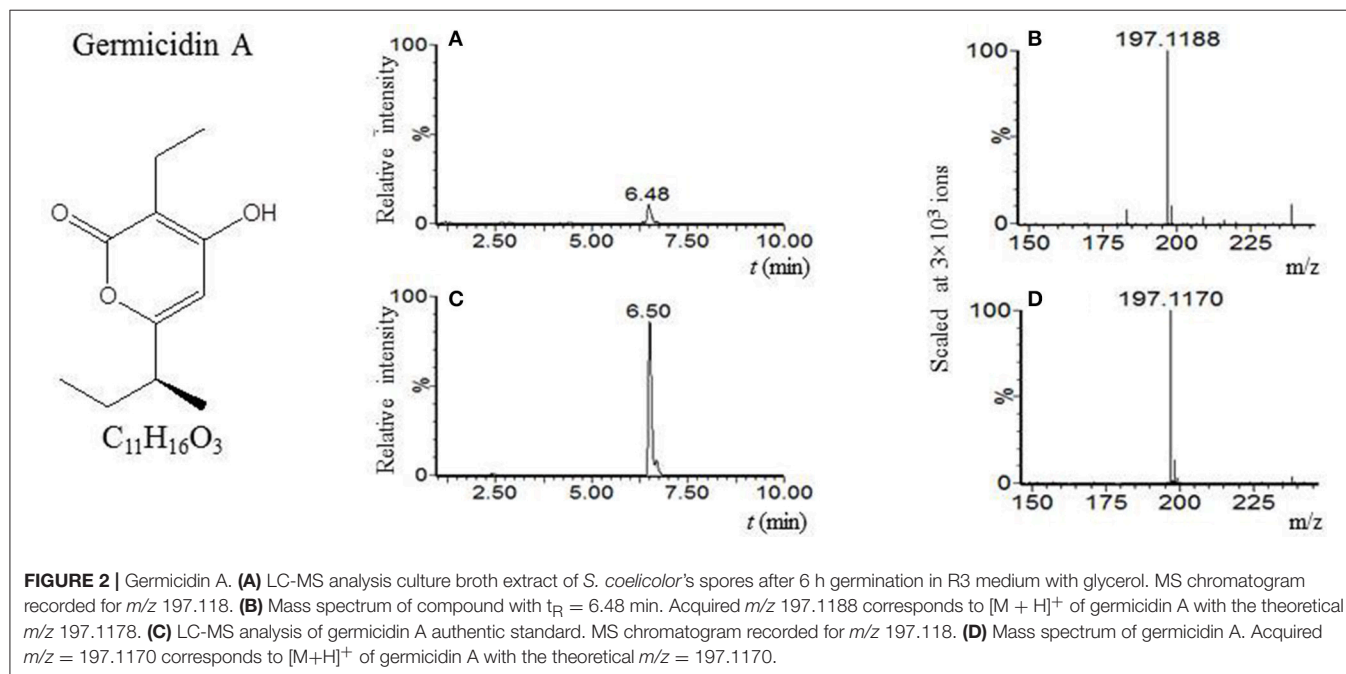 Germicidin A
O
O
OH
C₁₁H₁₆O₃
A
100
%
0
Relative intensity
6.48
2.50 5.00 7.50 10.00
t (min)
B
197.1188
100
%
0
150 175 200 225
m/z
C
100
%
0
Relative intensity
6.50
2.50 5.00 7.50 10.00
t (min)
D
197.1170
100
%
0
150 175 200 225
m/z
Scaled at 3×10³ ions
FIGURE 2 | Germicidin A. (A) LC-MS analysis culture broth extract of S. coelicolor's spores after 6 h germination in R3 medium with glycerol. MS chromatogram
recorded for m/z 197.118. (B) Mass spectrum of compound with tR = 6.48 min. Acquired m/z 197.1188 corresponds to [M + H]⁺ of germicidin A with the theoretical
m/z 197.1178. (C) LC-MS analysis of germicidin A authentic standard. MS chromatogram recorded for m/z 197.118. (D) Mass spectrum of germicidin A. Acquired
m/z = 197.1170 corresponds to [M+H]⁺ of germicidin A with the theoretical m/z = 197.1170.